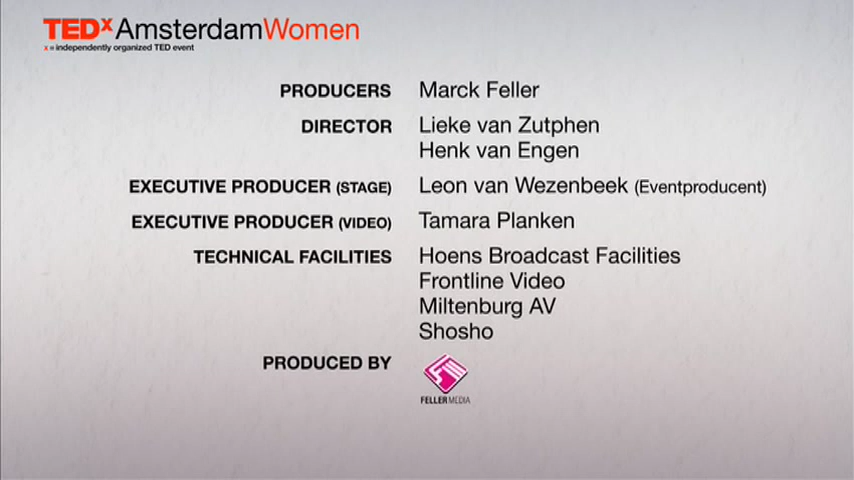 TEDxAmsterdamWomen
x = independently organized TED event
PRODUCERS Marck Feller
DIRECTOR Lieke van Zutphen
Henk van Engen
EXECUTIVE PRODUCER (STAGE) Leon van Wezenbeek (Eventproducent)
EXECUTIVE PRODUCER (VIDEO) Tamara Planken
TECHNICAL FACILITIES Hoens Broadcast Facilities
Frontline Video
Miltenburg AV
Shosho
PRODUCED BY
FELLERMEDIA